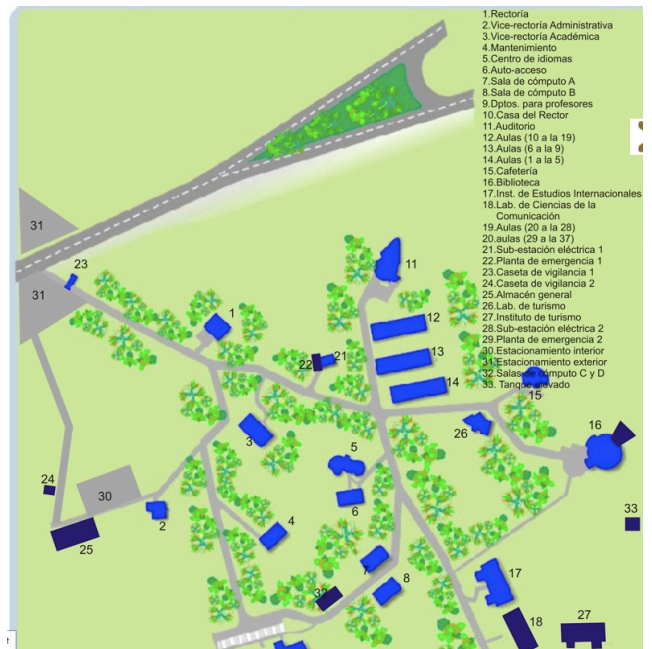 1.Rectoría
2.Vice-rectoría Administrativa
3.Vice-rectoría Académica
4.Mantenimiento
5.Centro de idiomas
6.Auto-acceso
7.Sala de cómputo A
8.Sala de cómputo B
9.Dptos. para profesores
10.Casa del Rector
11.Auditorio
12.Aulas (10 a la 19)
13.Aulas (6 a la 9)
14.Aulas (1 a la 5)
15.Cafetería
16.Biblioteca
17.Inst. de Estudios Internacionales
18.Lab. de Ciencias de la
Comunicación
19.Aulas (20 a la 28)
20.aulas (29 a la 37)
21.Sub-estación eléctrica 1
22.Planta de emergencia 1
23.Caseta de vigilancia 1
24.Caseta de vigilancia 2
25.Almacén general
26.Lab. de turismo
27.Instituto de turismo
28.Sub-estación eléctrica 2
29.Planta de emergencia 2
30.Estacionamiento interior
31.Estacionamiento exterior
32.Salas de cómputo C y D
33. Tanque elevado
31
23
11
31
1
12
21
22
13
14
15
3
26
16
5
24
30
6
33
2
4
25
7
8
17
32
18
27